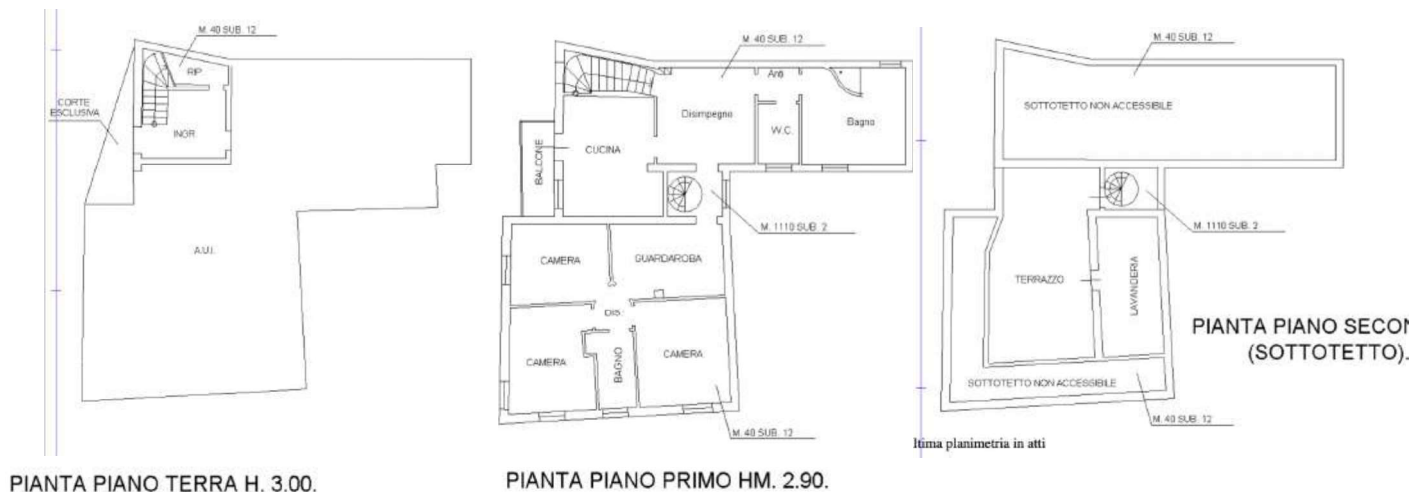 M. 40 SUB. 12
RIP
CORTE
ESCLUSIVA
INGR
A.U.I.
PIANTA PIANO TERRA H. 3.00.
M. 40 SUB. 12
Disimpegno
W.C.
Bagno
BALCONE
CUCINA
M. 1110 SUB. 2
CAMERA
GUARDAROBA
DIS
CAMERA
BAGNO
CAMERA
M. 40 SUB. 12
PIANTA PIANO PRIMO HM. 2.90.
M. 40 SUB. 12
SOTTOTETTO NON ACCESSIBILE
M. 1110 SUB. 2
TERRAZZO
LAVANDERIA
SOTTOTETTO NON ACCESSIBILE
M. 40 SUB. 12
PIANTA PIANO SECON
(SOTTOTETTO).
ltima planimetria in atti